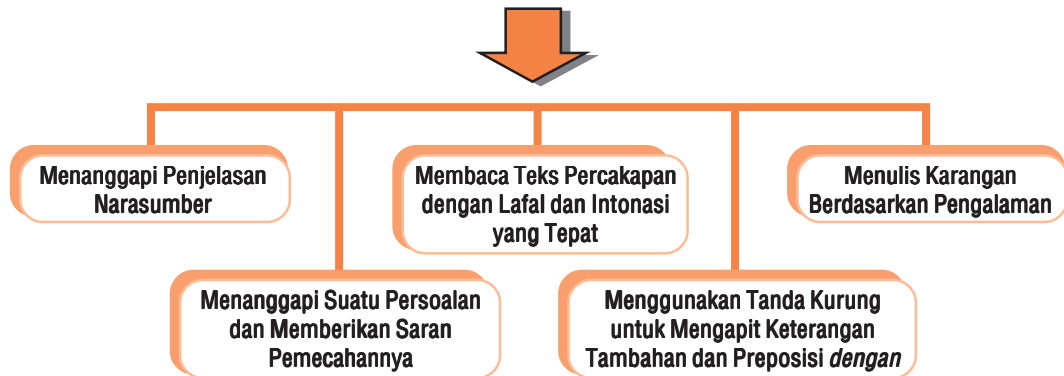 Menanggapi Penjelasan
Narasumber
Membaca Teks Percakapan
dengan Lafal dan Intonasi
yang Tepat
Menulis Karangan
Berdasarkan Pengalaman
Menanggapi Suatu Persoalan
dan Memberikan Saran
Pemecahannya
Menggunakan Tanda Kurung
untuk Mengapit Keterangan
Tambahan dan Preposisi dengan